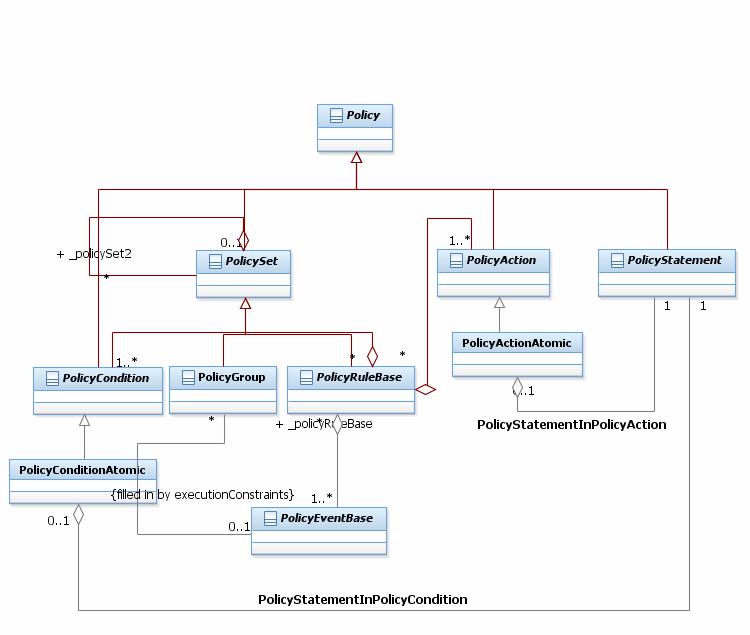 Policy
1..*
0..1
+ _policySet2
PolicySet
PolicyAction
PolicyStatement
*
1
1
PolicyActionAtomic
1..*
*
*
PolicyCondition
PolicyGroup
PolicyRuleBase
0..1
*
*
+ _policyRuleBase
PolicyStatementInPolicyAction
PolicyConditionAtomic
{filled in by executionConstraints}
1..*
0..1
0..1
PolicyEventBase
PolicyStatementInPolicyCondition